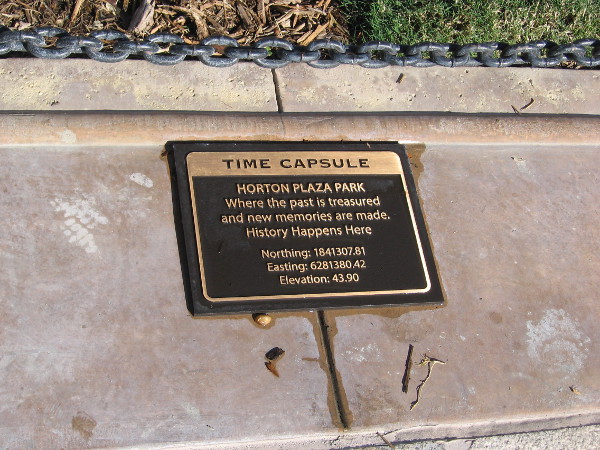 TIME CAPSULE
HORTON PLAZA PARK
Where the past is treasured
and new memories are made.
History Happens Here
Northing: 1841307.81
Easting: 6281380.42
Elevation: 43.90